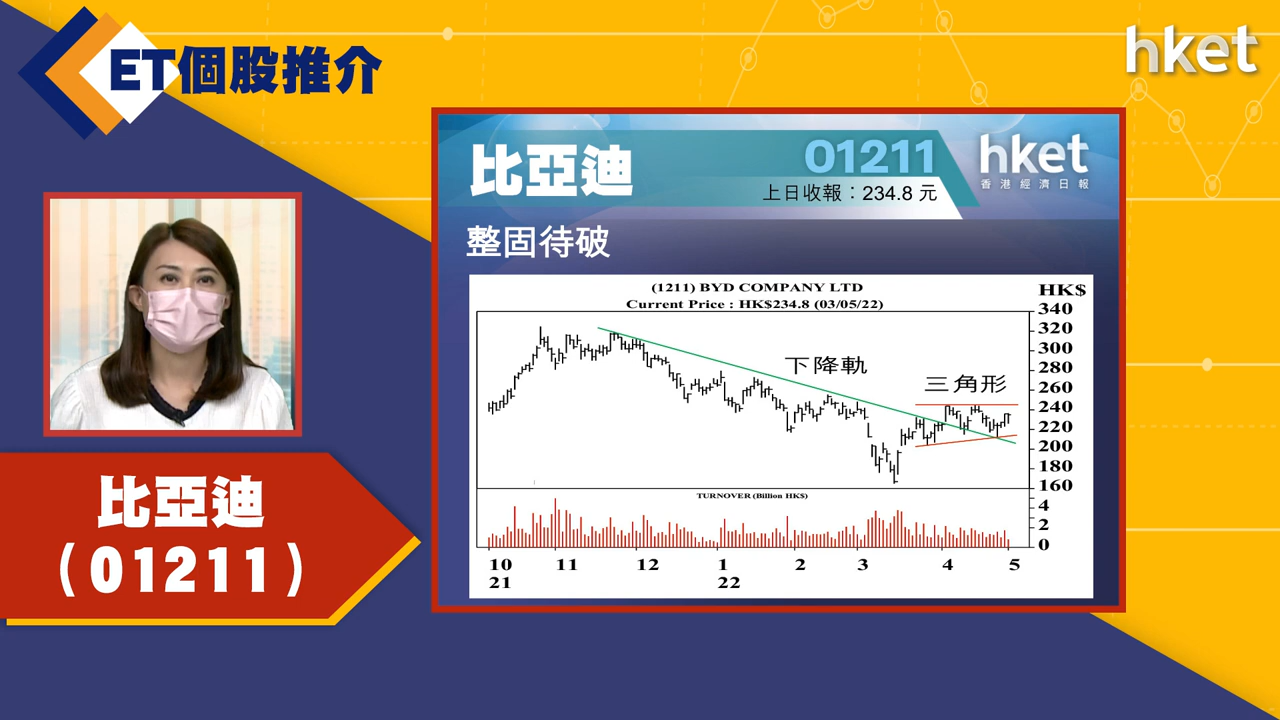 ET個股推介
hket
比亞迪
01211
上日收報：234.8 元
hket
香港經濟日報
整固待破
(1211) BYD COMPANY LTD
Current Price : HK$234.8 (03/05/22)
HK$
340
320
300
280
260
240
220
200
180
160
下降軌
三角形
TURNOVER (Billion HK$)
4
2
0
10 11 12 1 2 3 4 5
21 22
比亞迪
（01211）